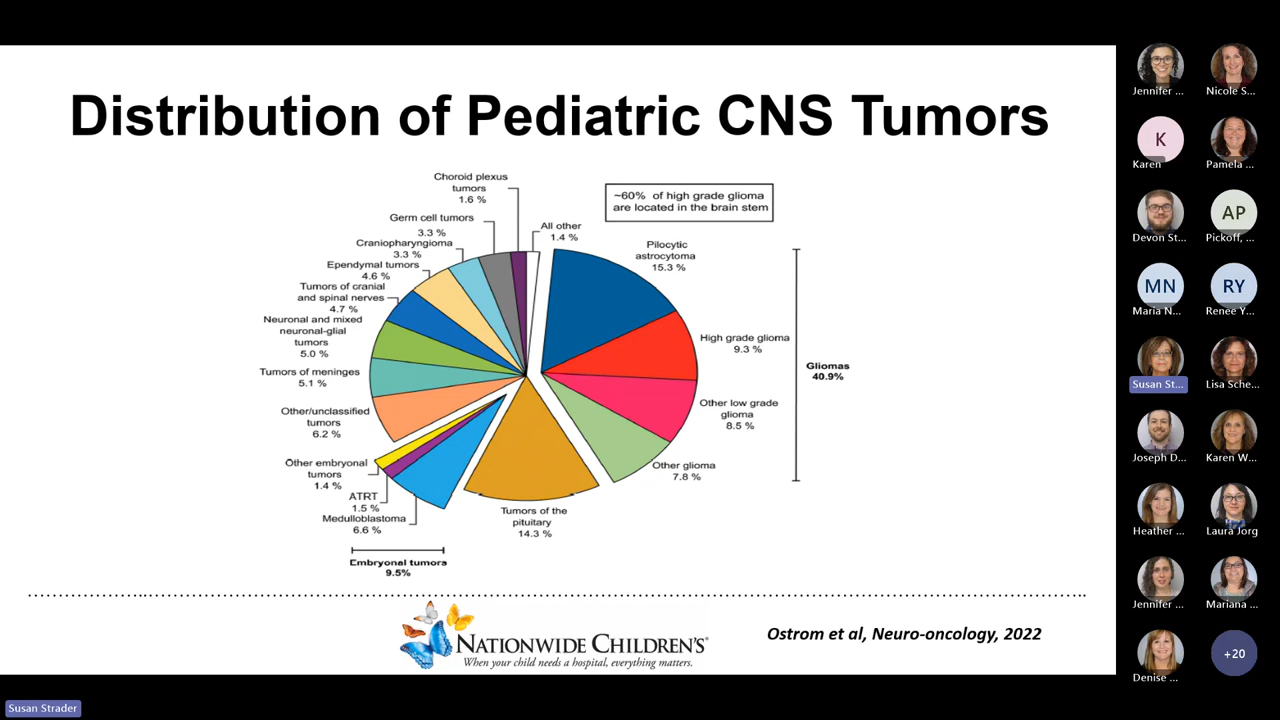 Distribution of Pediatric CNS Tumors
Choroid plexus
tumors
1.6 %
~60% of high grade glioma
are located in the brain stem
Germ cell tumors
3.3 %
All other
1.4 %
Craniopharyngioma
3.3 %
Pilocytic
astrocytoma
15.3 %
Ependymal tumors
4.6 %
Tumors of cranial
and spinal nerves
4.7 %
Neuronal and mixed
neuronal-glial
tumors
5.0 %
High grade glioma
9.3 %
Gliomas
40.9%
Tumors of meninges
5.1 %
Other low grade
glioma
8.5 %
Other/unclassified
tumors
6.2 %
Other glioma
7.8 %
Other embryonal
tumors
1.4 %
ATRT
1.5 %
Medulloblastoma
6.6 %
Tumors of the
pituitary
14.3 %
Embryonal tumors
9.5%
NATIONWIDE CHILDREN'S®
When your child needs a hospital, everything matters.
Ostrom et al, Neuro-oncology, 2022
Jennifer ...
Nicole S...
K
Karen
Pamela ...
Devon St...
AP
Pickoff, ...
MN
Maria N...
RY
Renee Y...
Susan St...
Lisa Sche...
Joseph D...
Karen W...
Heather ...
Laura Jorg
Jennifer ...
Mariana ...
Denise ...
+20
Susan Strader